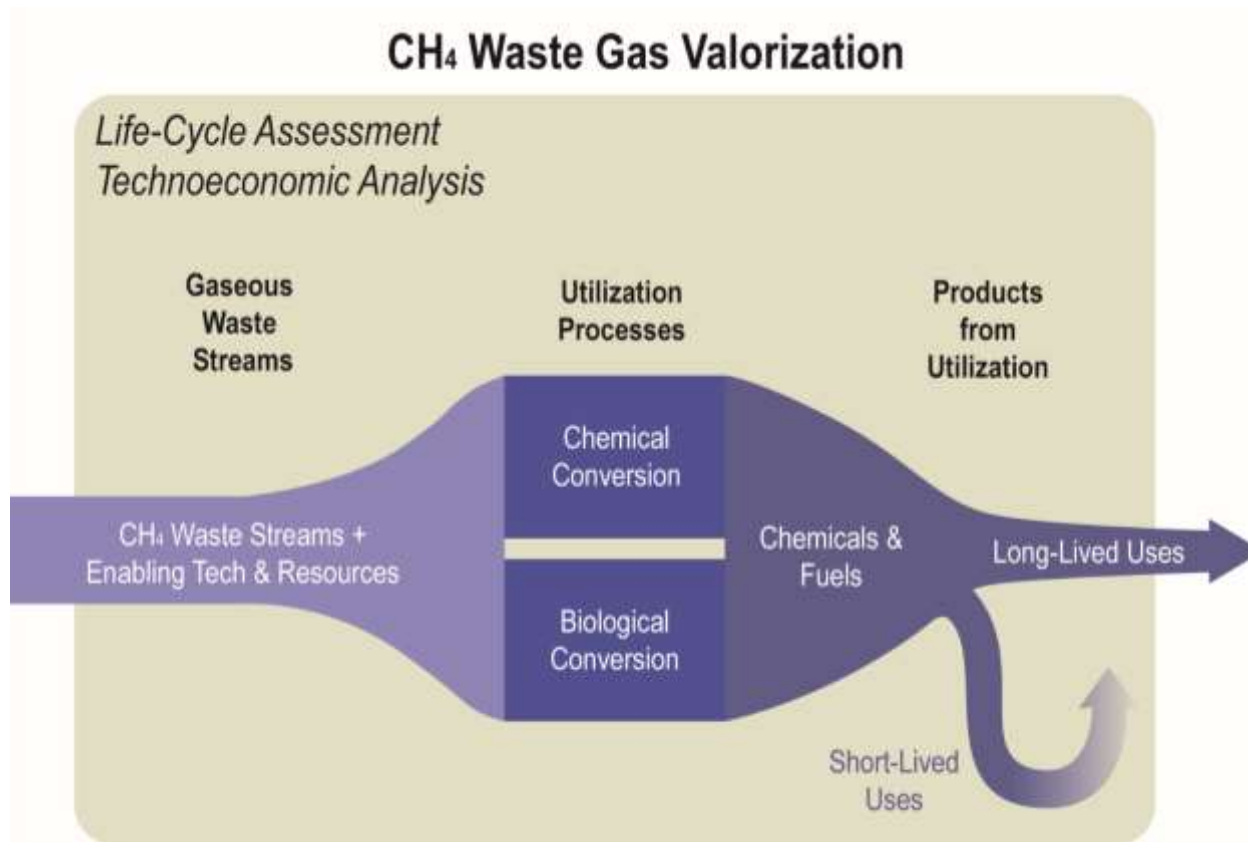 CH₄ Waste Gas Valorization
Life-Cycle Assessment
Technoeconomic Analysis
Gaseous
Waste
Streams
Utilization
Processes
Products
from
Utilization
Chemical
Conversion
CH₄ Waste Streams +
Enabling Tech & Resources
Chemicals &
Fuels
Long-Lived Uses
Biological
Conversion
Short-Lived
Uses